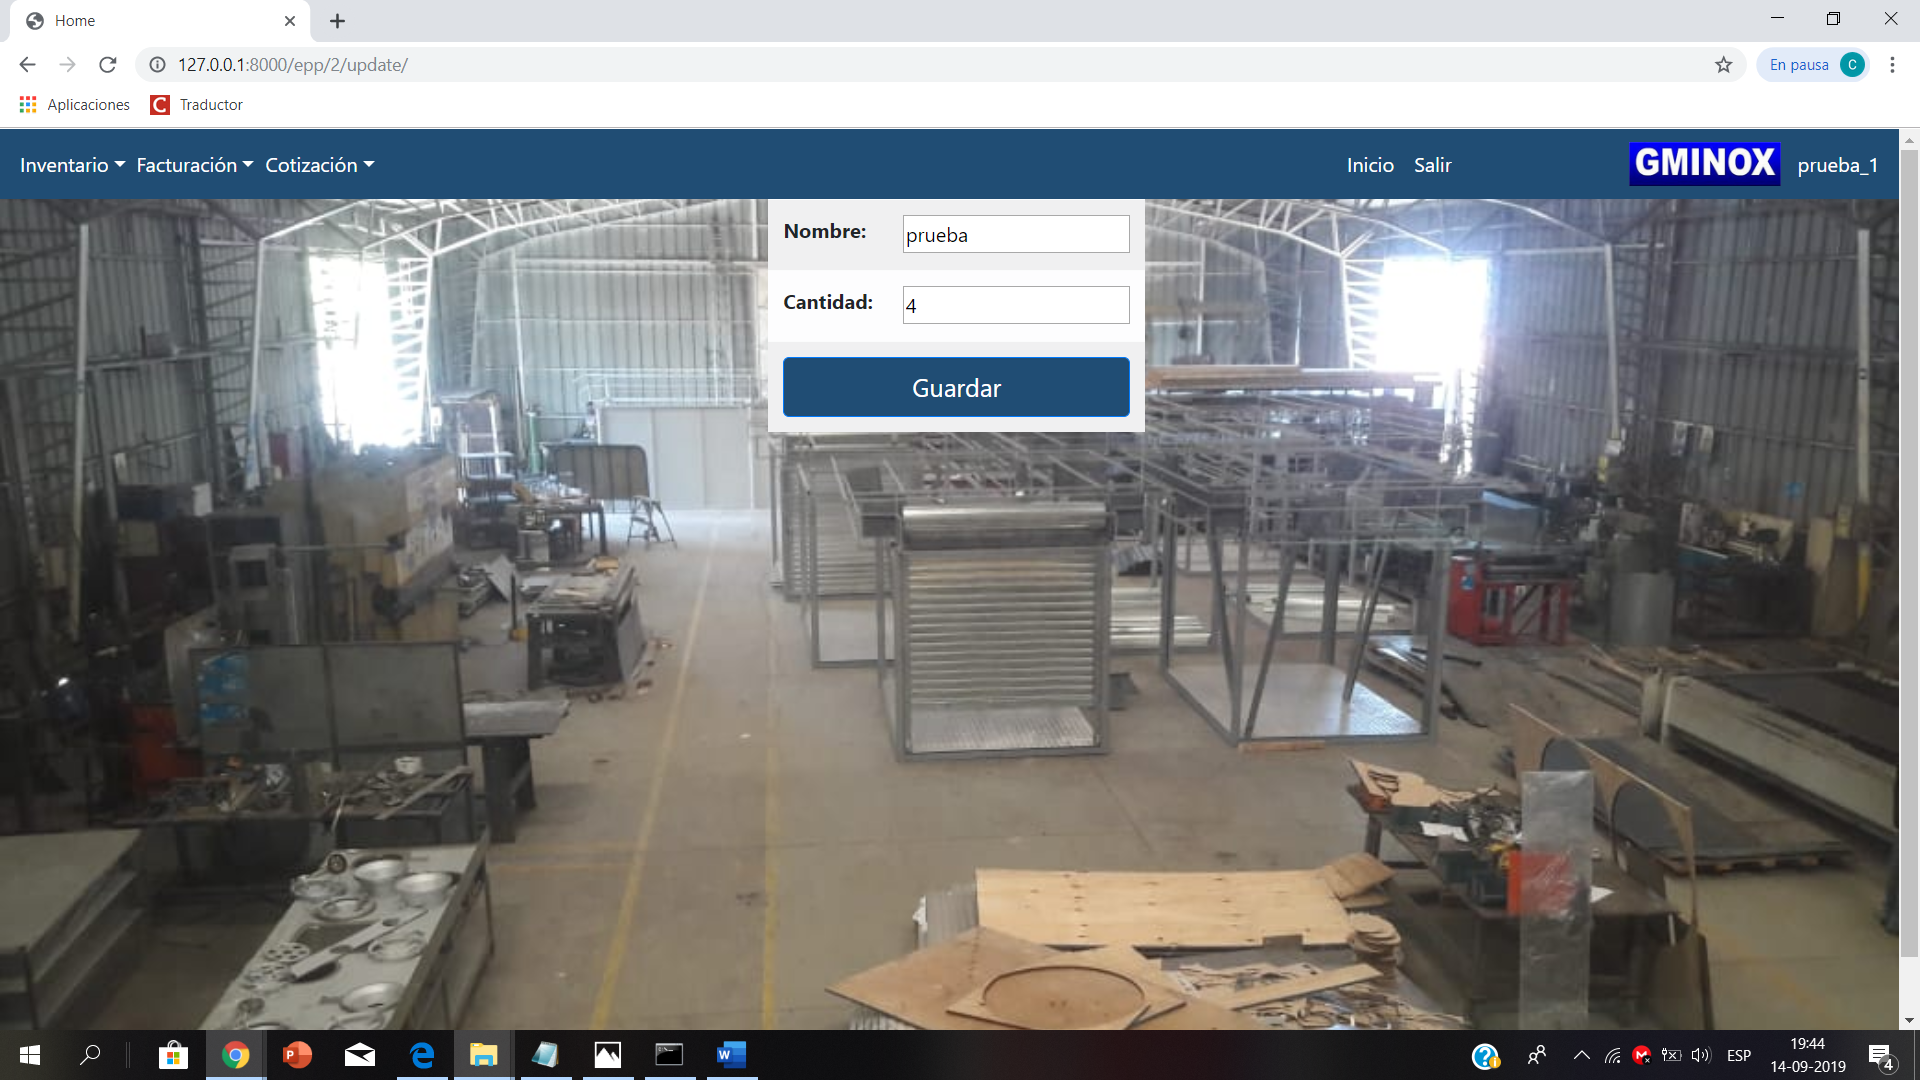 Home
127.0.0.1:8000/epp/2/update/
En pausa C
Aplicaciones C Traductor
Inventario Facturación Cotización Inicio Salir GMINOX prueba_1
Nombre: prueba
Cantidad: 4
Guardar
19:44
ESP
14-09-2019
4